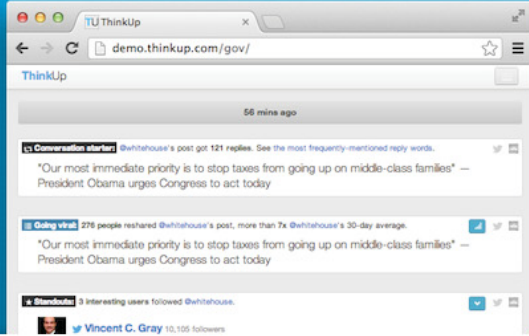 ThinkUp
demo.thinkup.com/gov/
ThinkUp
56 mins ago
Conversation starter: @whitehouse's post got 121 replies. See the most frequently-mentioned reply words.
"Our most immediate priority is to stop taxes from going up on middle-class families" —
President Obama urges Congress to act today
Going viral: 276 people reshared @whitehouse's post, more than 7x @whitehouse's 30-day average.
"Our most immediate priority is to stop taxes from going up on middle-class families" —
President Obama urges Congress to act today
Standouts: 3 interesting users followed @whitehouse.
Vincent C. Gray 10,105 followers